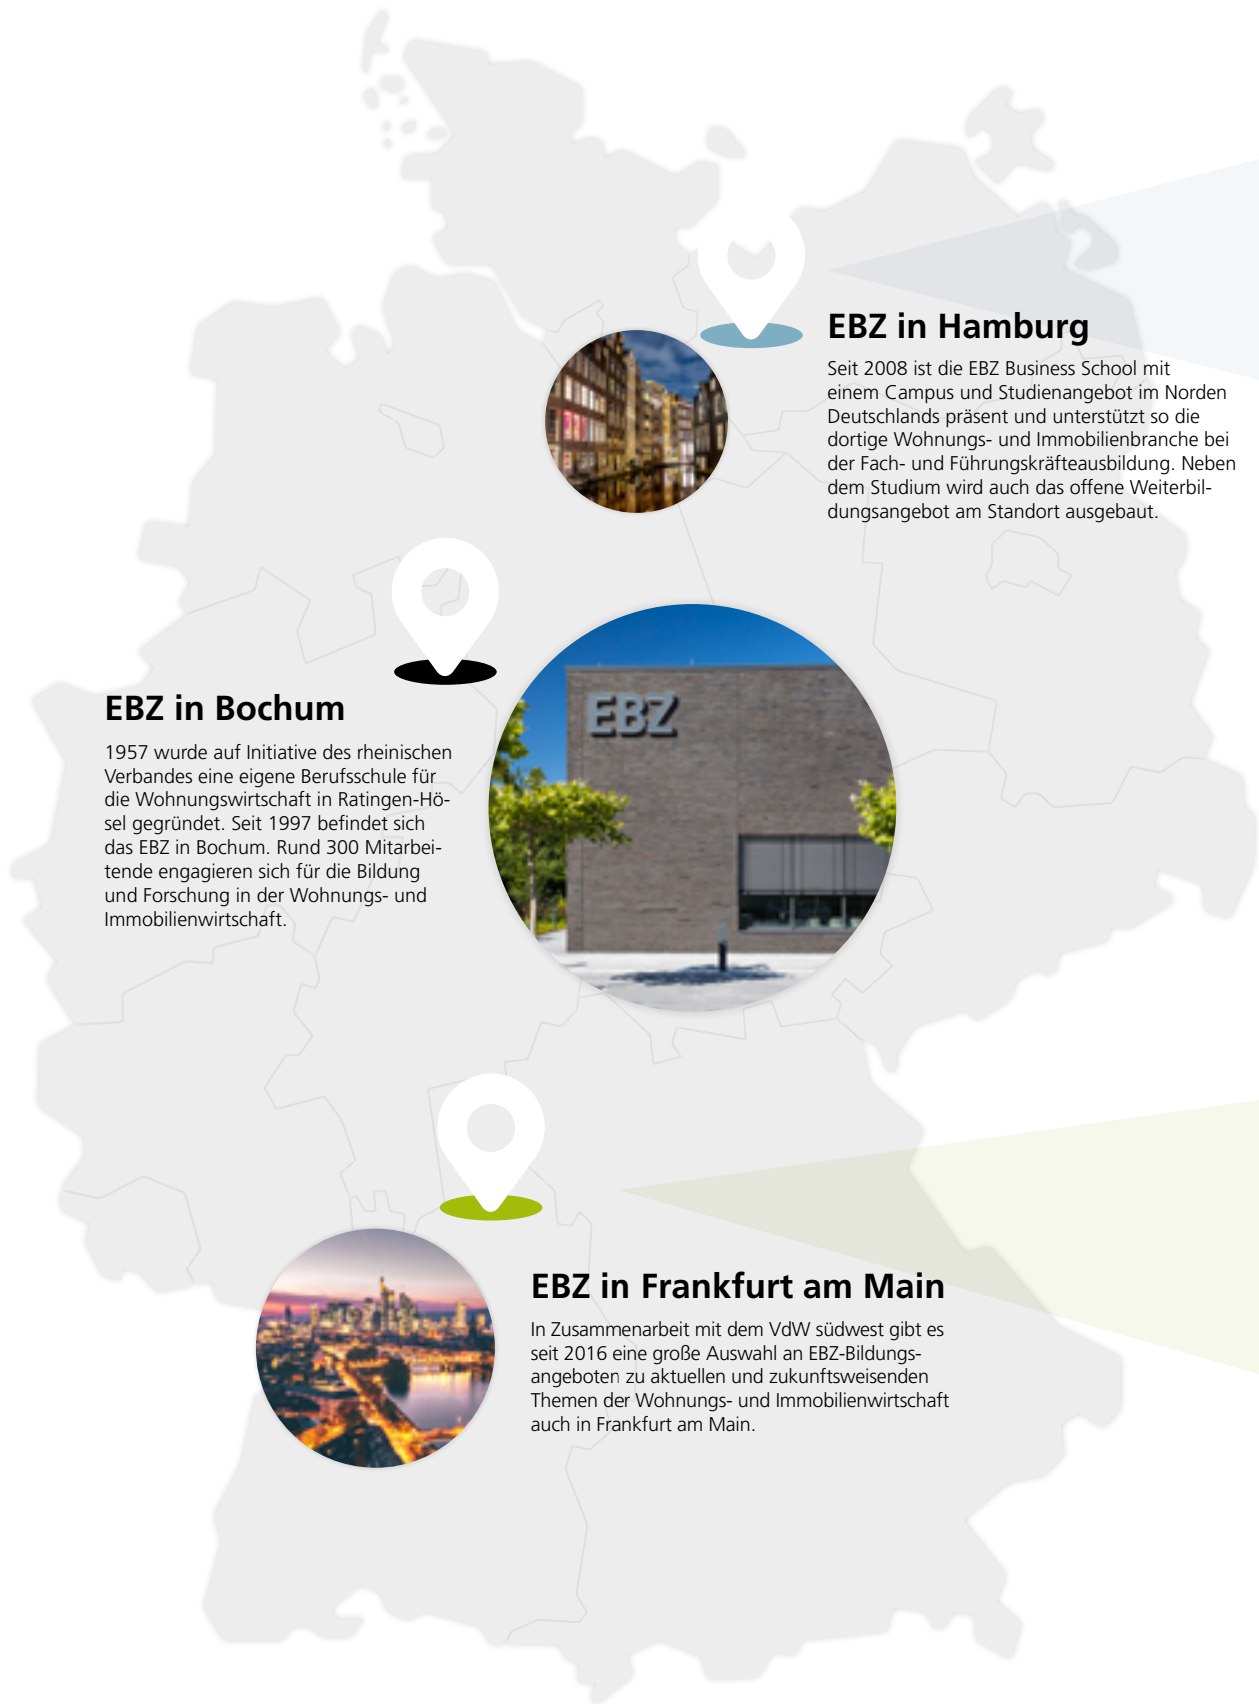 EBZ in Hamburg
Seit 2008 ist die EBZ Business School mit
einem Campus und Studienangebot im Norden
Deutschlands präsent und unterstützt so die
dortige Wohnungs- und Immobilienbranche bei
der Fach- und Führungskräfteausbildung. Neben
dem Studium wird auch das offene Weiterbil-
dungsangebot am Standort ausgebaut.
EBZ in Bochum
1957 wurde auf Initiative des rheinischen
Verbandes eine eigene Berufsschule für
die Wohnungswirtschaft in Ratingen-Hö-
sel gegründet. Seit 1997 befindet sich
das EBZ in Bochum. Rund 300 Mitarbei-
tende engagieren sich für die Bildung
und Forschung in der Wohnungs- und
Immobilienwirtschaft.
EBZ
EBZ in Frankfurt am Main
In Zusammenarbeit mit dem VdW südwest gibt es
seit 2016 eine große Auswahl an EBZ-Bildungs-
angeboten zu aktuellen und zukunftsweisenden
Themen der Wohnungs- und Immobilienwirtschaft
auch in Frankfurt am Main.